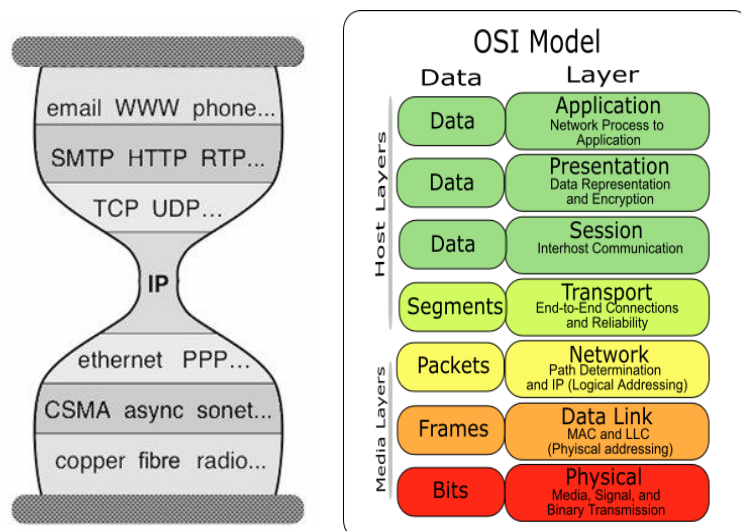 email WWW phone...
SMTP HTTP RTP...
TCP UDP...
IP
ethernet PPP...
CSMA async sonet...
copper fibre radio...
OSI Model
Data Layer
Host Layers
Data Application
Network Process to
Application
Data Presentation
Data Representation
and Encryption
Data Session
Interhost Communication
Segments Transport
End-to-End Connections
and Reliability
Media Layers
Packets Network
Path Determination
and IP (Logical Addressing)
Frames Data Link
MAC and LLC
(Phyiscal addressing)
Bits Physical
Media, Signal, and
Binary Transmission